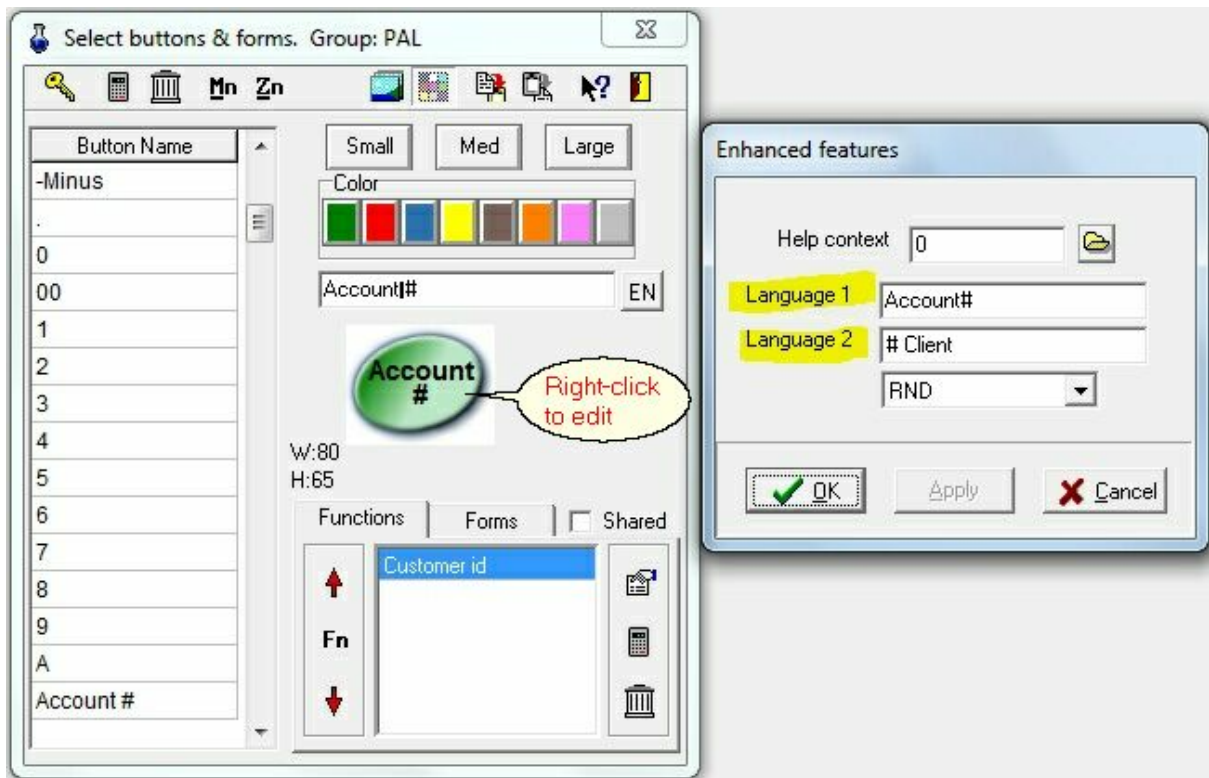 Select buttons & forms. Group: PAL
Mn Zn
Button Name
-Minus
.
0
00
1
2
3
4
5
6
7
8
9
A
Account #
Small Med Large
Color
Account|# EN
Account
#
Right-click
to edit
W:80
H:65
Functions Forms Shared
Customer id
Fn
Enhanced features
Help context 0
Language 1 Account#
Language 2 # Client
RND
OK Apply Cancel